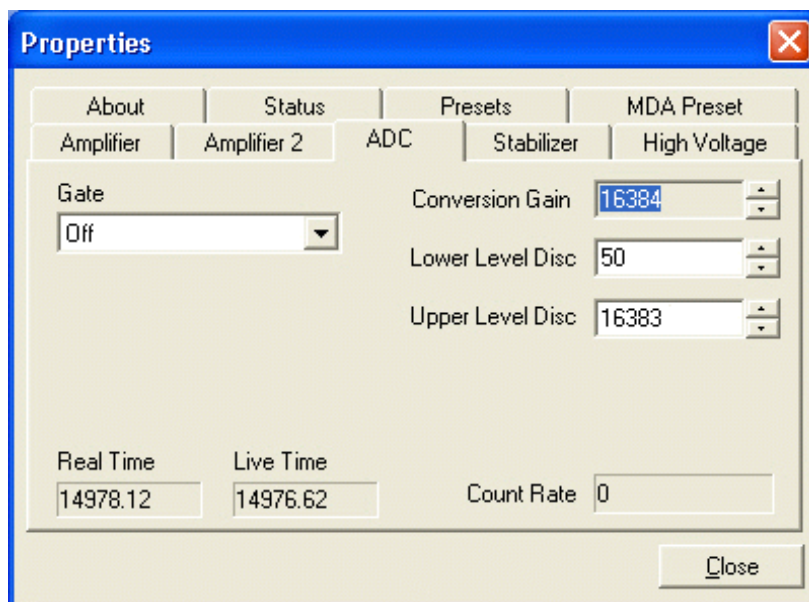 Properties
About Status Presets MDA Preset
Amplifier Amplifier 2 ADC Stabilizer High Voltage
Gate
Off
Conversion Gain 16384
Lower Level Disc 50
Upper Level Disc 16383
Real Time Live Time
14978.12 14976.62
Count Rate 0
Close